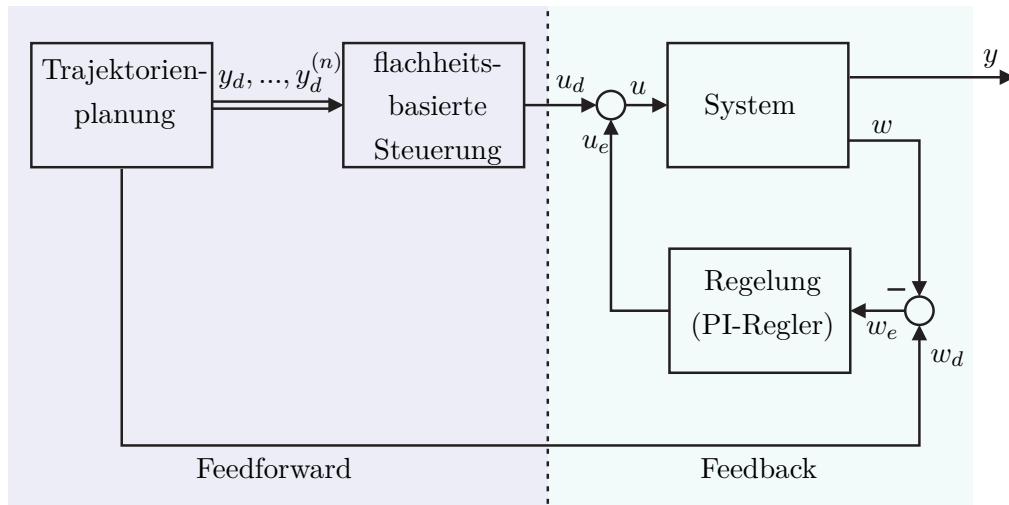 Trajektorien-
planung
y_d, ..., y_d^{(n)}
flachheits-
basierte
Steuerung
u_d
u
u_e
System
y
w
Regelung
(PI-Regler)
−
w_e
w_d
Feedforward
Feedback